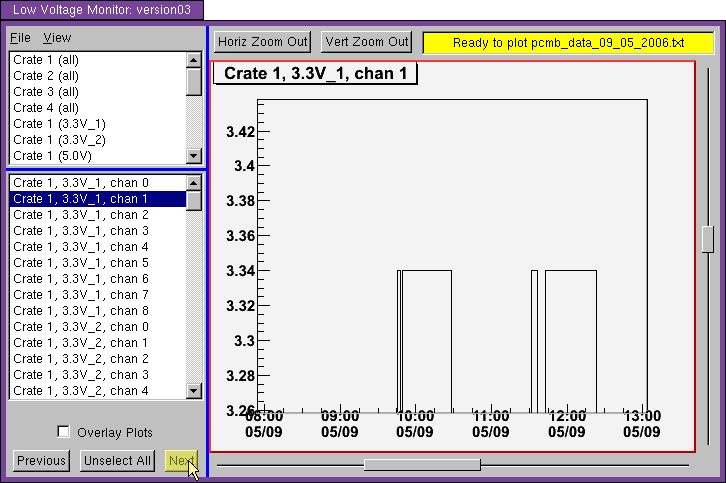 Low Voltage Monitor: version03
File View
Horiz Zoom Out Vert Zoom Out Ready to plot pcmb_data_09_05_2006.txt
Crate 1 (all)
Crate 2 (all)
Crate 3 (all)
Crate 4 (all)
Crate 1 (3.3V_1)
Crate 1 (3.3V_2)
Crate 1 (5.0V)
Crate 1, 3.3V_1, chan 0
Crate 1, 3.3V_1, chan 1
Crate 1, 3.3V_1, chan 2
Crate 1, 3.3V_1, chan 3
Crate 1, 3.3V_1, chan 4
Crate 1, 3.3V_1, chan 5
Crate 1, 3.3V_1, chan 6
Crate 1, 3.3V_1, chan 7
Crate 1, 3.3V_1, chan 8
Crate 1, 3.3V_2, chan 0
Crate 1, 3.3V_2, chan 1
Crate 1, 3.3V_2, chan 2
Crate 1, 3.3V_2, chan 3
Crate 1, 3.3V_2, chan 4
Overlay Plots
Previous Unselect All Next
Crate 1, 3.3V_1, chan 1
3.42
3.4
3.38
3.36
3.34
3.32
3.3
3.28
3.26
08:00 09:00 10:00 11:00 12:00 13:00
05/09 05/09 05/09 05/09 05/09 05/09